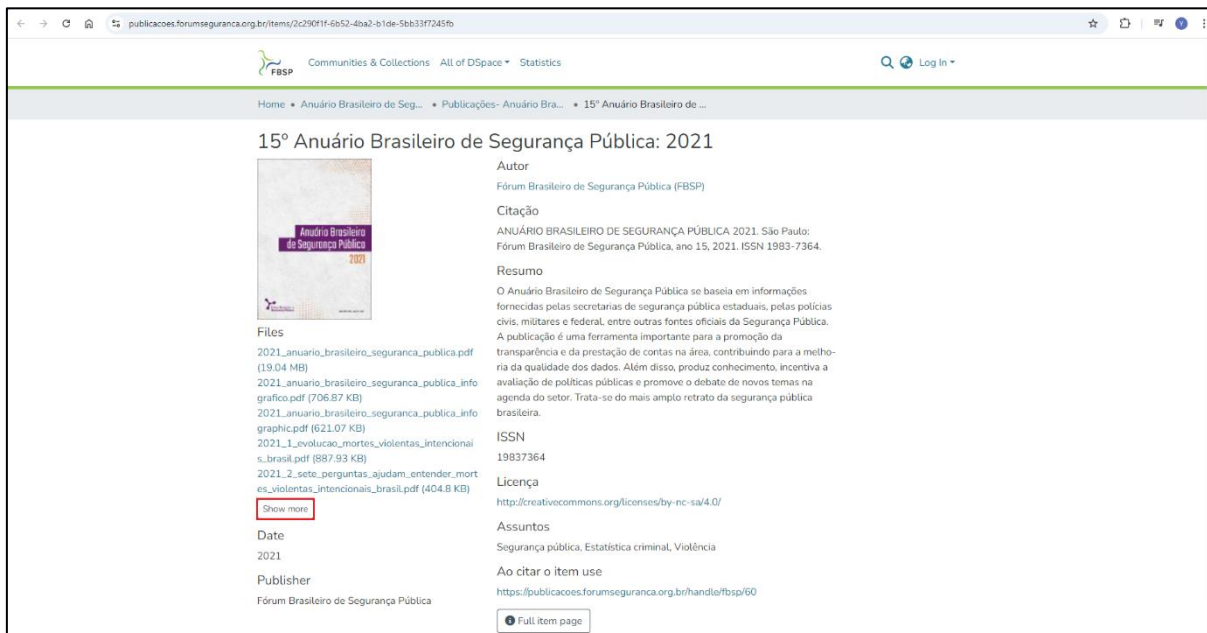 publicacoes.forumseguranca.org.br/items/2c290f1f-6b52-4ba2-b1de-5bb33f7245fb
FBSP
Communities & Collections All of DSpace Statistics
Log In
Home • Anuário Brasileiro de Seg... • Publicações- Anuário Bra... • 15º Anuário Brasileiro de ...
15º Anuário Brasileiro de Segurança Pública: 2021
Anuário Brasileiro
de Segurança Pública
2021
Files
2021_anuario_brasileiro_seguranca_publica.pdf
(19.04 MB)
2021_anuario_brasileiro_seguranca_publica_info
grafico.pdf (706.87 KB)
2021_anuario_brasileiro_seguranca_publica_info
graphic.pdf (621.07 KB)
2021_1_evolucao_mortes_violentas_intencionai
s_brasil.pdf (887.93 KB)
2021_2_sete_perguntas_ajudam_entender_mort
es_violentas_intencionais_brasil.pdf (404.8 KB)
Show more
Date
2021
Publisher
Fórum Brasileiro de Segurança Pública
Autor
Fórum Brasileiro de Segurança Pública (FBSP)
Citação
ANUÁRIO BRASILEIRO DE SEGURANÇA PÚBLICA 2021. São Paulo:
Fórum Brasileiro de Segurança Pública, ano 15, 2021. ISSN 1983-7364.
Resumo
O Anuário Brasileiro de Segurança Pública se baseia em informações
fornecidas pelas secretarias de segurança pública estaduais, pelas polícias
civis, militares e federal, entre outras fontes oficiais da Segurança Pública.
A publicação é uma ferramenta importante para a promoção da
transparência e da prestação de contas na área, contribuindo para a melho-
ria da qualidade dos dados. Além disso, produz conhecimento, incentiva a
avaliação de políticas públicas e promove o debate de novos temas na
agenda do setor. Trata-se do mais amplo retrato da segurança pública
brasileira.
ISSN
19837364
Licença
http://creativecommons.org/licenses/by-nc-sa/4.0/
Assuntos
Segurança pública, Estatística criminal, Violência
Ao citar o item use
https://publicacoes.forumseguranca.org.br/handle/fbsp/60
Full item page